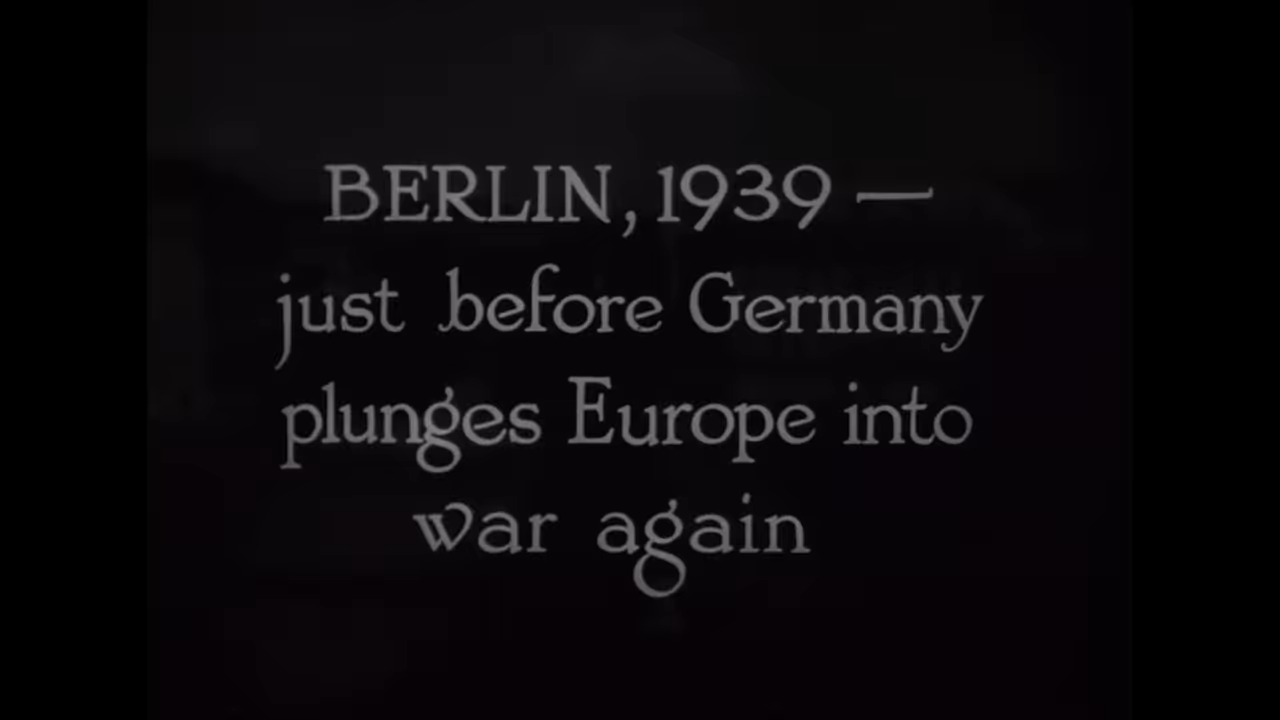 BERLIN, 1939 —
just before Germany
plunges Europe into
war again